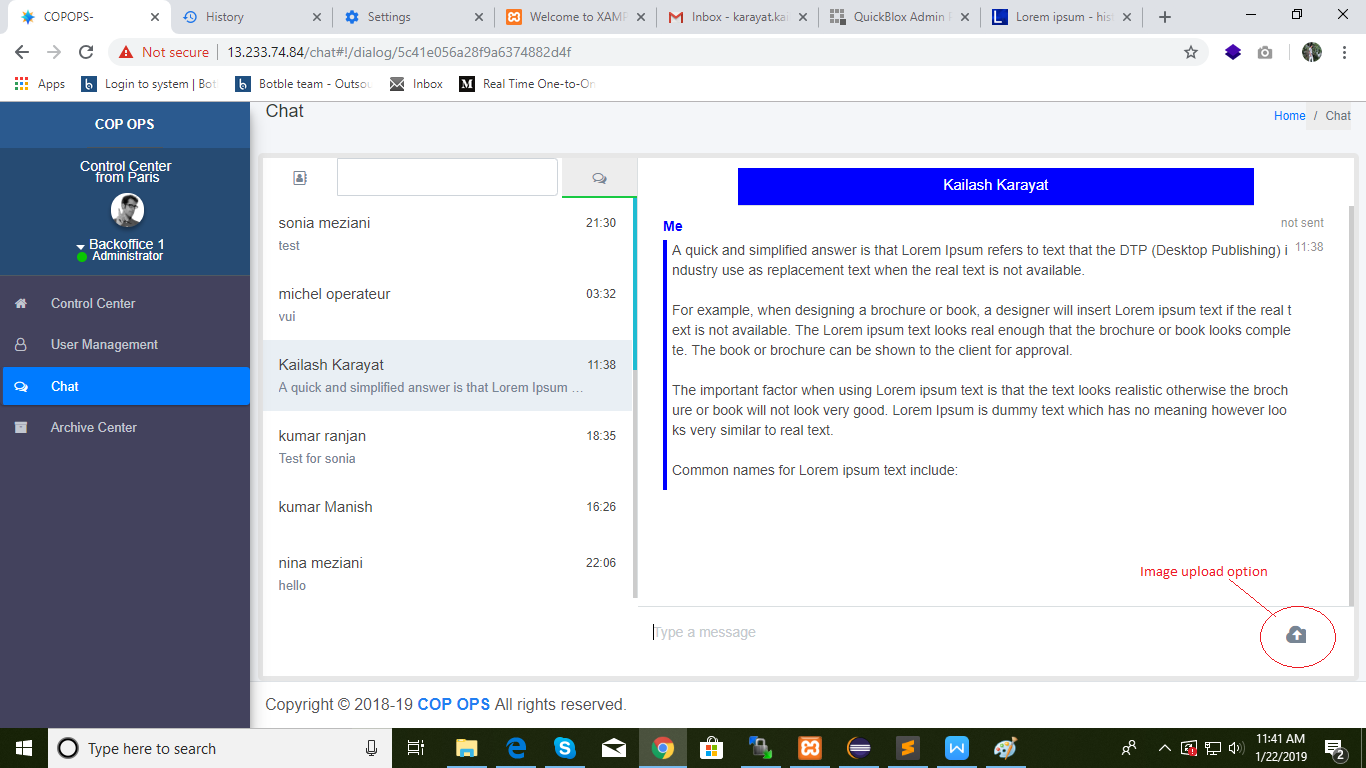 COPOPS-
History
Settings
Welcome to XAMP
Inbox - karayat.kai
QuickBlox Admin P
Lorem ipsum - hist
Not secure
13.233.74.84/chat#!/dialog/5c41e056a28f9a6374882d4f
Apps
Login to system | Bot
Botble team - Outsou
Inbox
Real Time One-to-On
COP OPS
Chat
Home / Chat
Control Center
from Paris
Backoffice 1
Administrator
Control Center
User Management
Chat
Archive Center
sonia meziani 21:30
test
michel operateur 03:32
vui
Kailash Karayat 11:38
A quick and simplified answer is that Lorem Ipsum …
kumar ranjan 18:35
Test for sonia
kumar Manish 16:26
nina meziani 22:06
hello
Kailash Karayat
Me not sent
A quick and simplified answer is that Lorem Ipsum refers to text that the DTP (Desktop Publishing) i 11:38
ndustry use as replacement text when the real text is not available.
For example, when designing a brochure or book, a designer will insert Lorem ipsum text if the real t
ext is not available. The Lorem ipsum text looks real enough that the brochure or book looks comple
te. The book or brochure can be shown to the client for approval.
The important factor when using Lorem ipsum text is that the text looks realistic otherwise the broch
ure or book will not look very good. Lorem Ipsum is dummy text which has no meaning however loo
ks very similar to real text.
Common names for Lorem ipsum text include:
Image upload option
Type a message
Copyright © 2018-19 COP OPS All rights reserved.
Type here to search
11:41 AM
1/22/2019
2